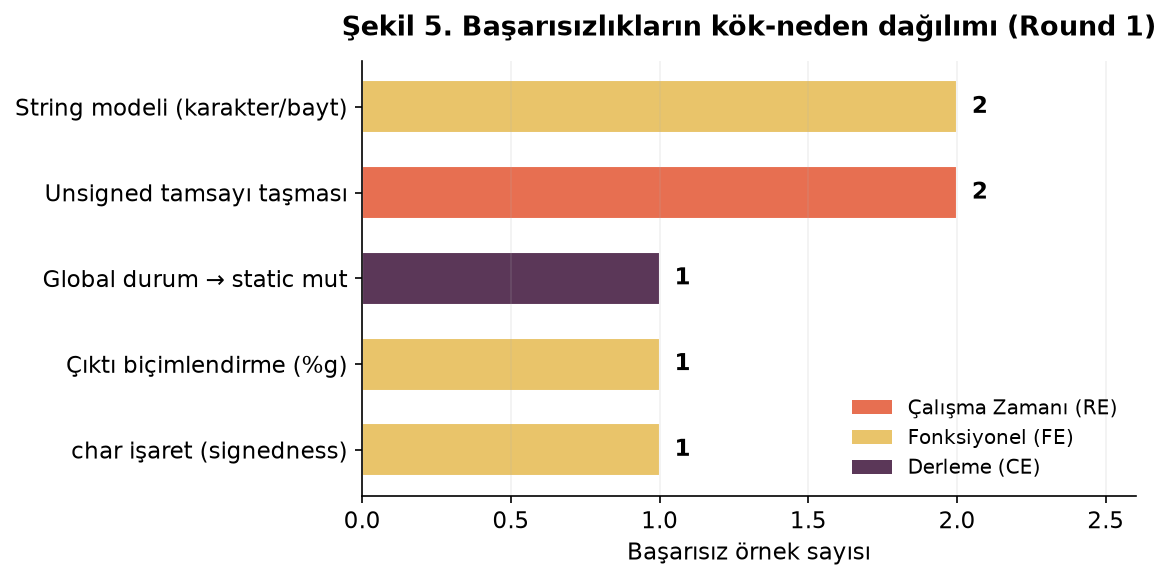 Şekil 5. Başarısızlıkların kök-neden dağılımı (Round 1)
String modeli (karakter/bayt)
2
Unsigned tamsayı taşması
2
Global durum → static mut
1
Çıktı biçimlendirme (%g)
1
char işaret (signedness)
1
Çalışma Zamanı (RE)
Fonksiyonel (FE)
Derleme (CE)
0.0 0.5 1.0 1.5 2.0 2.5
Başarısız örnek sayısı